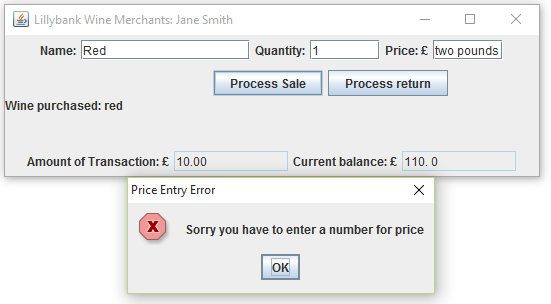 Lillybank Wine Merchants: Jane Smith
Name: Red Quantity: 1 Price: £ two pounds
Process Sale Process return
Wine purchased: red
Amount of Transaction: £ 10.00 Current balance: £ 110. 0
Price Entry Error
X
Sorry you have to enter a number for price
OK